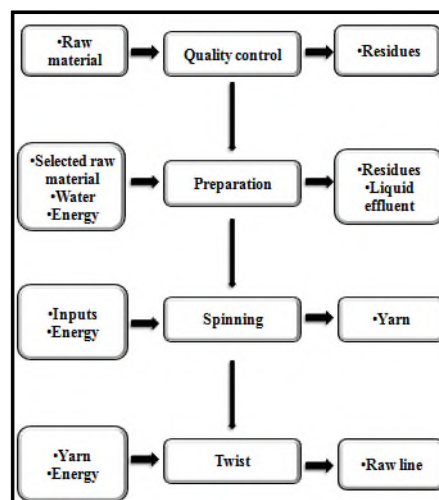 •Raw
material
Quality control
•Residues
•Selected raw
material
•Water
•Energy
Preparation
•Residues
•Liquid
effluent
•Inputs
•Energy
Spinning
•Yarn
•Yarn
•Energy
Twist
•Raw line